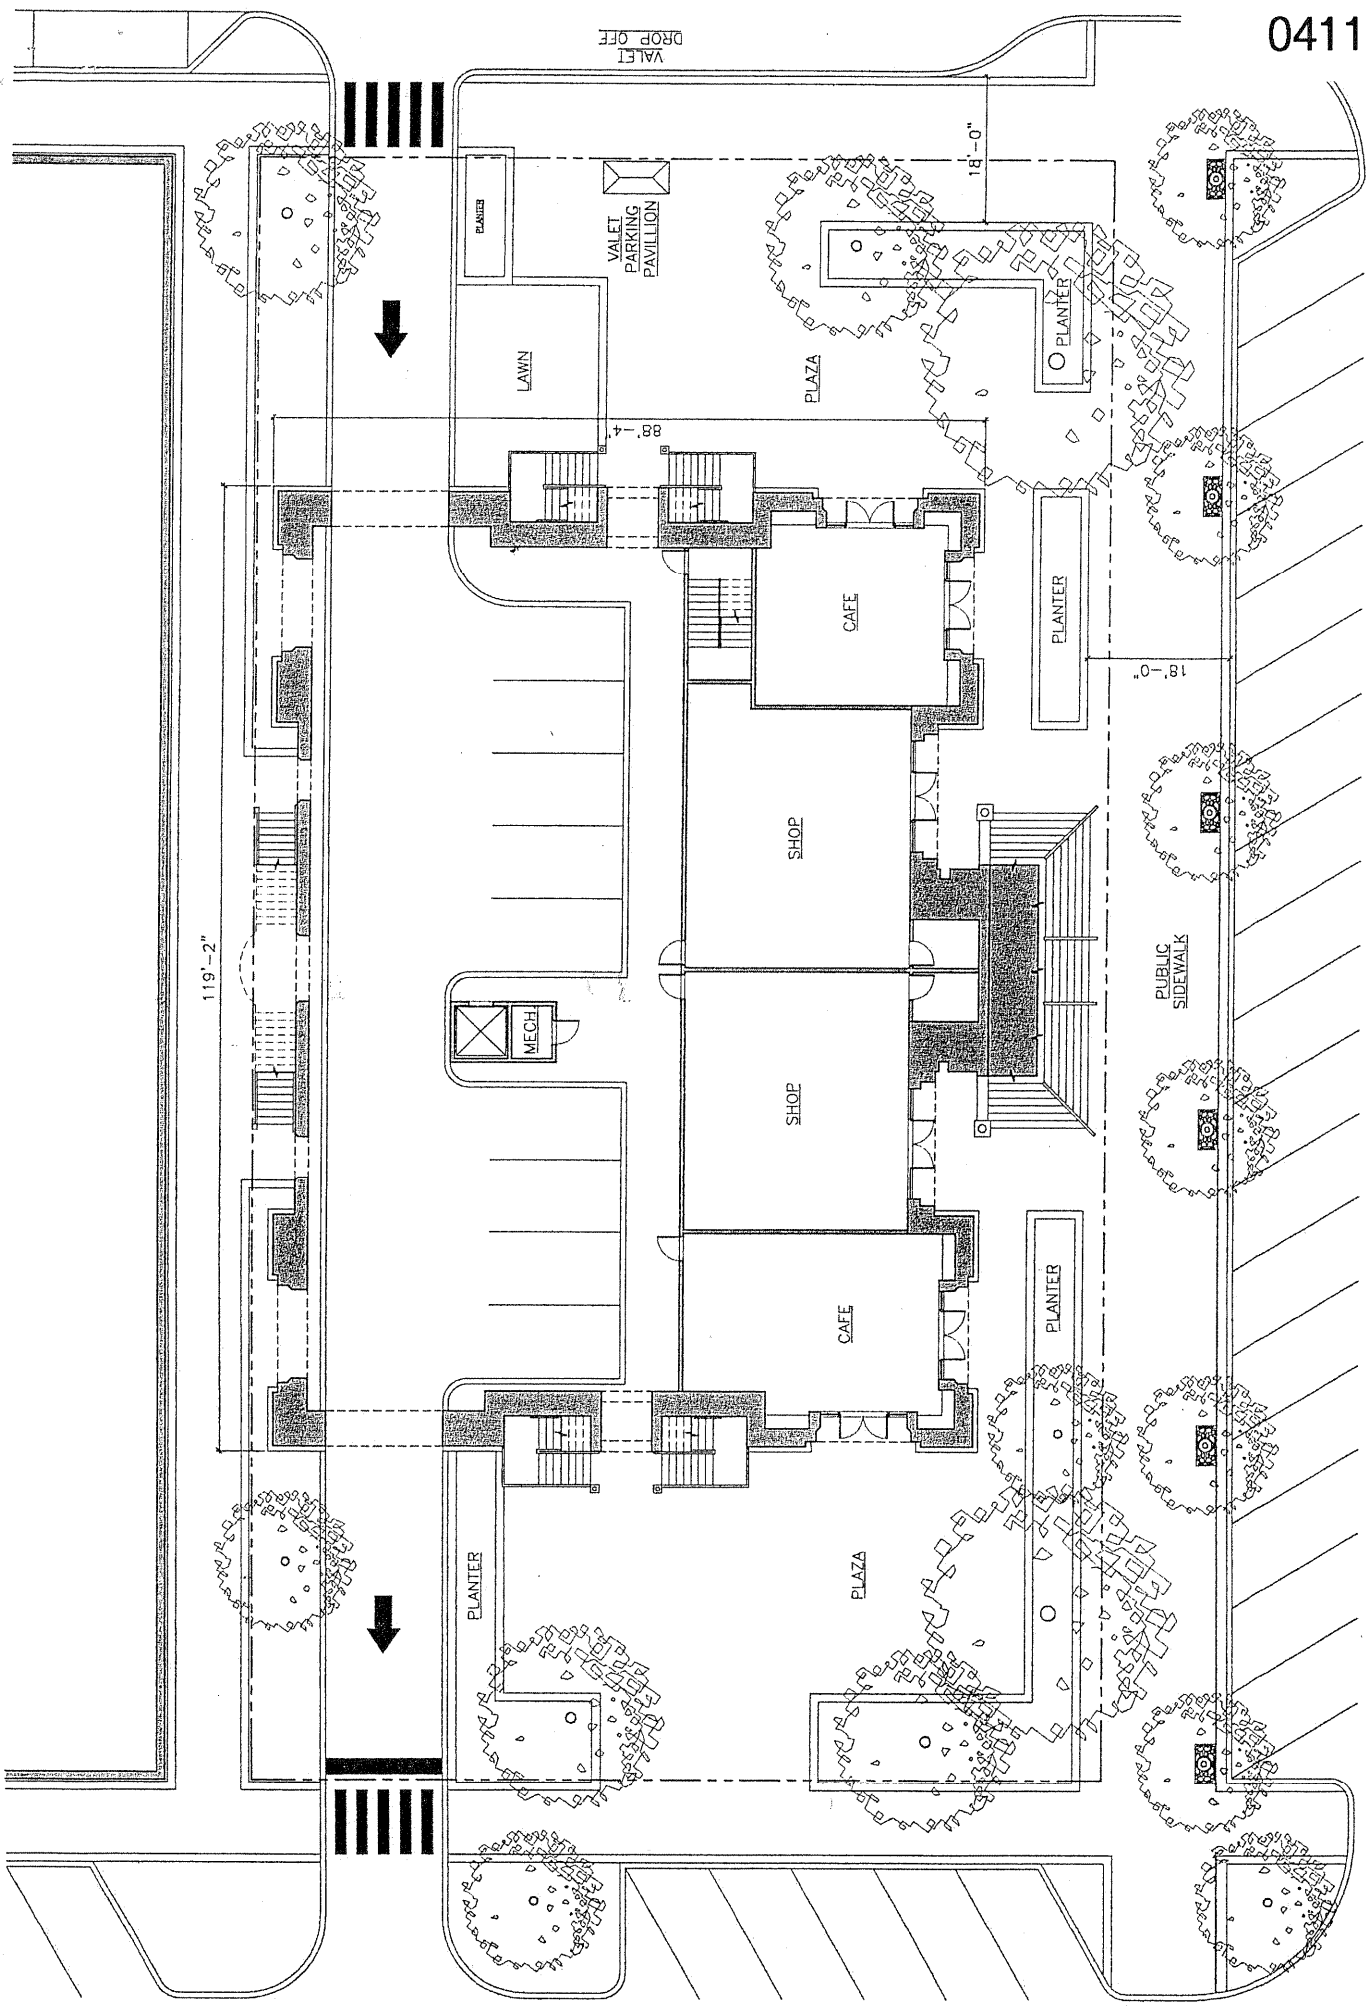 0411
VALET
DROP OFF
18'-0"
PLANTER
VALET
PARKING
PAVILLION
PLANTER
LAWN
PLAZA
88'-4"
CAFE
PLANTER
18'-0"
SHOP
119'-2"
MECH.
PUBLIC
SIDEWALK
SHOP
CAFE
PLANTER
PLANTER
PLAZA